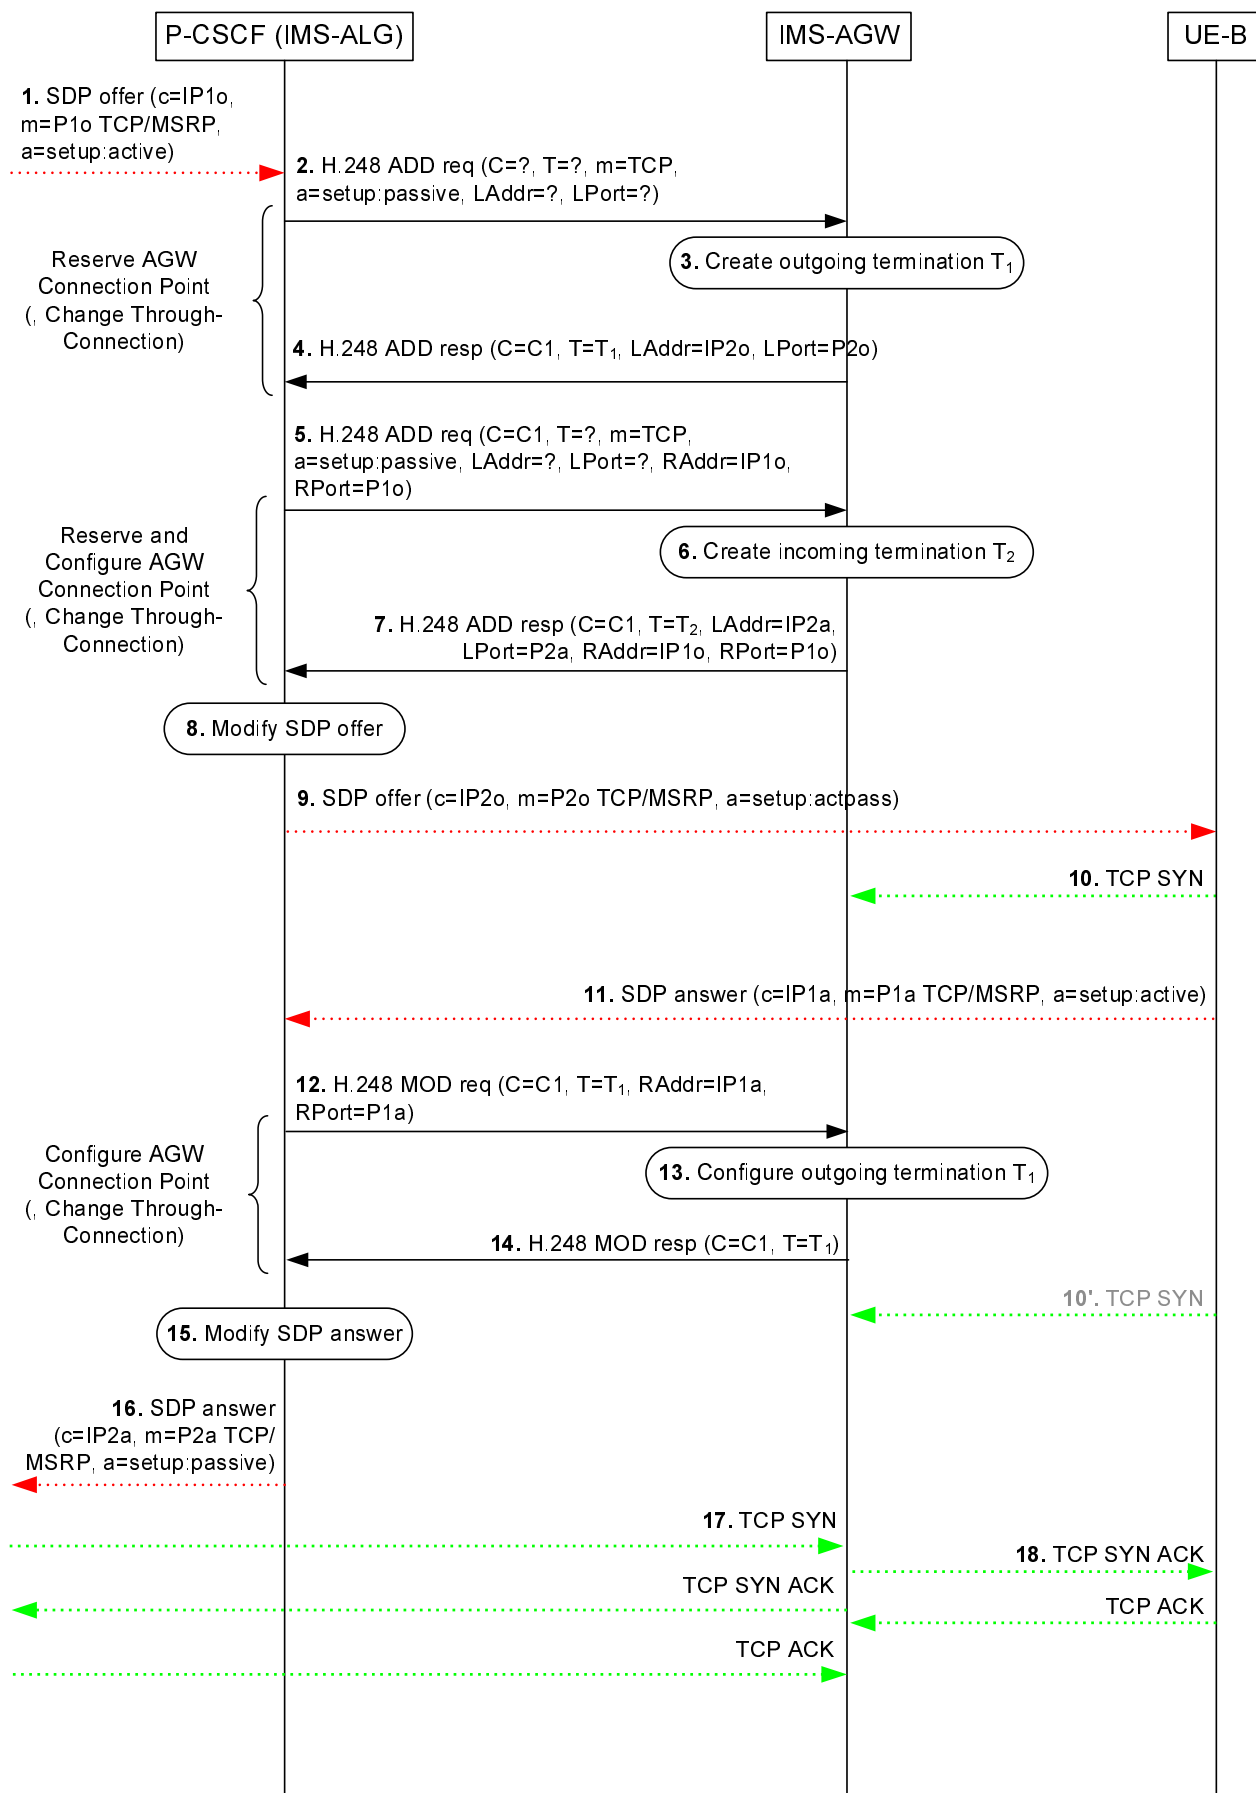 P-CSCF (IMS-ALG)
IMS-AGW
UE-B
1. SDP offer (c=IP1o,
m=P1o TCP/MSRP,
a=setup:active)
2. H.248 ADD req (C=?, T=?, m=TCP,
a=setup:passive, LAddr=?, LPort=?)
Reserve AGW
Connection Point
(, Change Through-
Connection)
3. Create outgoing termination T1
4. H.248 ADD resp (C=C1, T=T1, LAddr=IP2o, LPort=P2o)
5. H.248 ADD req (C=C1, T=?, m=TCP,
a=setup:passive, LAddr=?, LPort=?, RAddr=IP1o,
RPort=P1o)
Reserve and
Configure AGW
Connection Point
(, Change Through-
Connection)
6. Create incoming termination T2
7. H.248 ADD resp (C=C1, T=T2, LAddr=IP2a,
LPort=P2a, RAddr=IP1o, RPort=P1o)
8. Modify SDP offer
9. SDP offer (c=IP2o, m=P2o TCP/MSRP, a=setup:actpass)
10. TCP SYN
11. SDP answer (c=IP1a, m=P1a TCP/MSRP, a=setup:active)
12. H.248 MOD req (C=C1, T=T1, RAddr=IP1a,
RPort=P1a)
Configure AGW
Connection Point
(, Change Through-
Connection)
13. Configure outgoing termination T1
14. H.248 MOD resp (C=C1, T=T1)
10'. TCP SYN
15. Modify SDP answer
16. SDP answer
(c=IP2a, m=P2a TCP/
MSRP, a=setup:passive)
17. TCP SYN
18. TCP SYN ACK
TCP SYN ACK
TCP ACK
TCP ACK